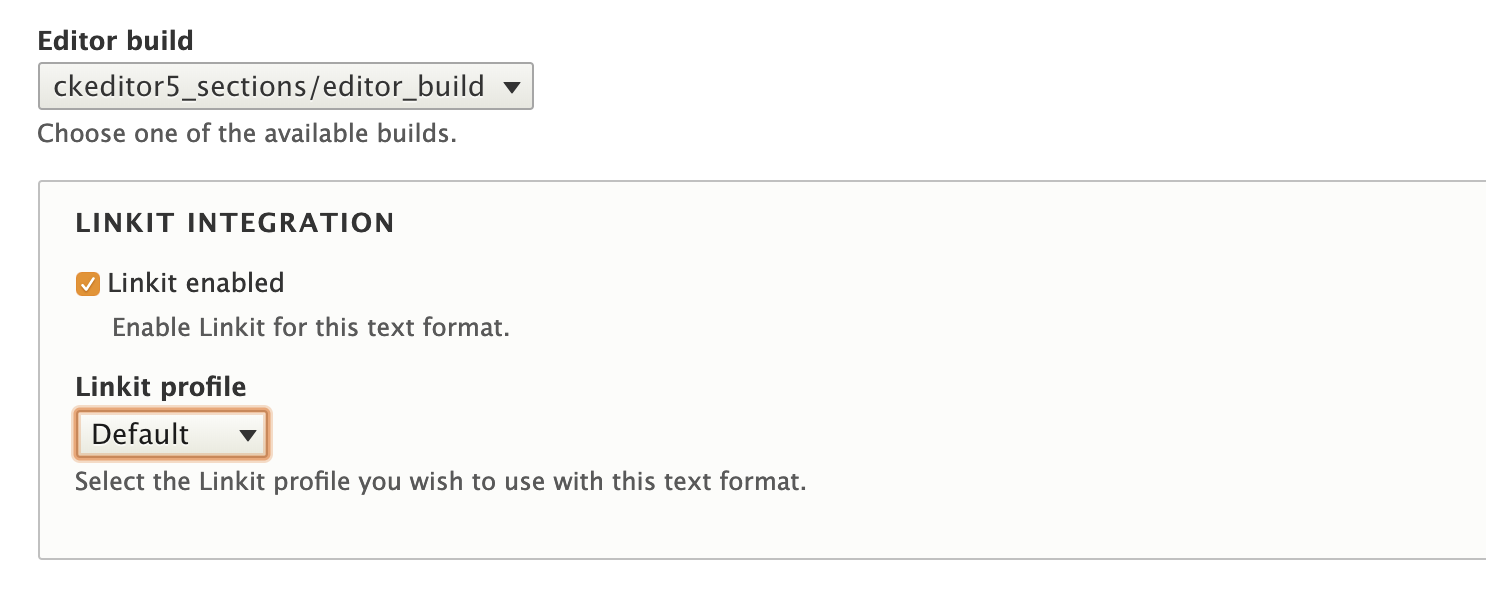 Editor build
ckeditor5_sections/editor_build
Choose one of the available builds.
LINKIT INTEGRATION
Linkit enabled
Enable Linkit for this text format.
Linkit profile
Default
Select the Linkit profile you wish to use with this text format.